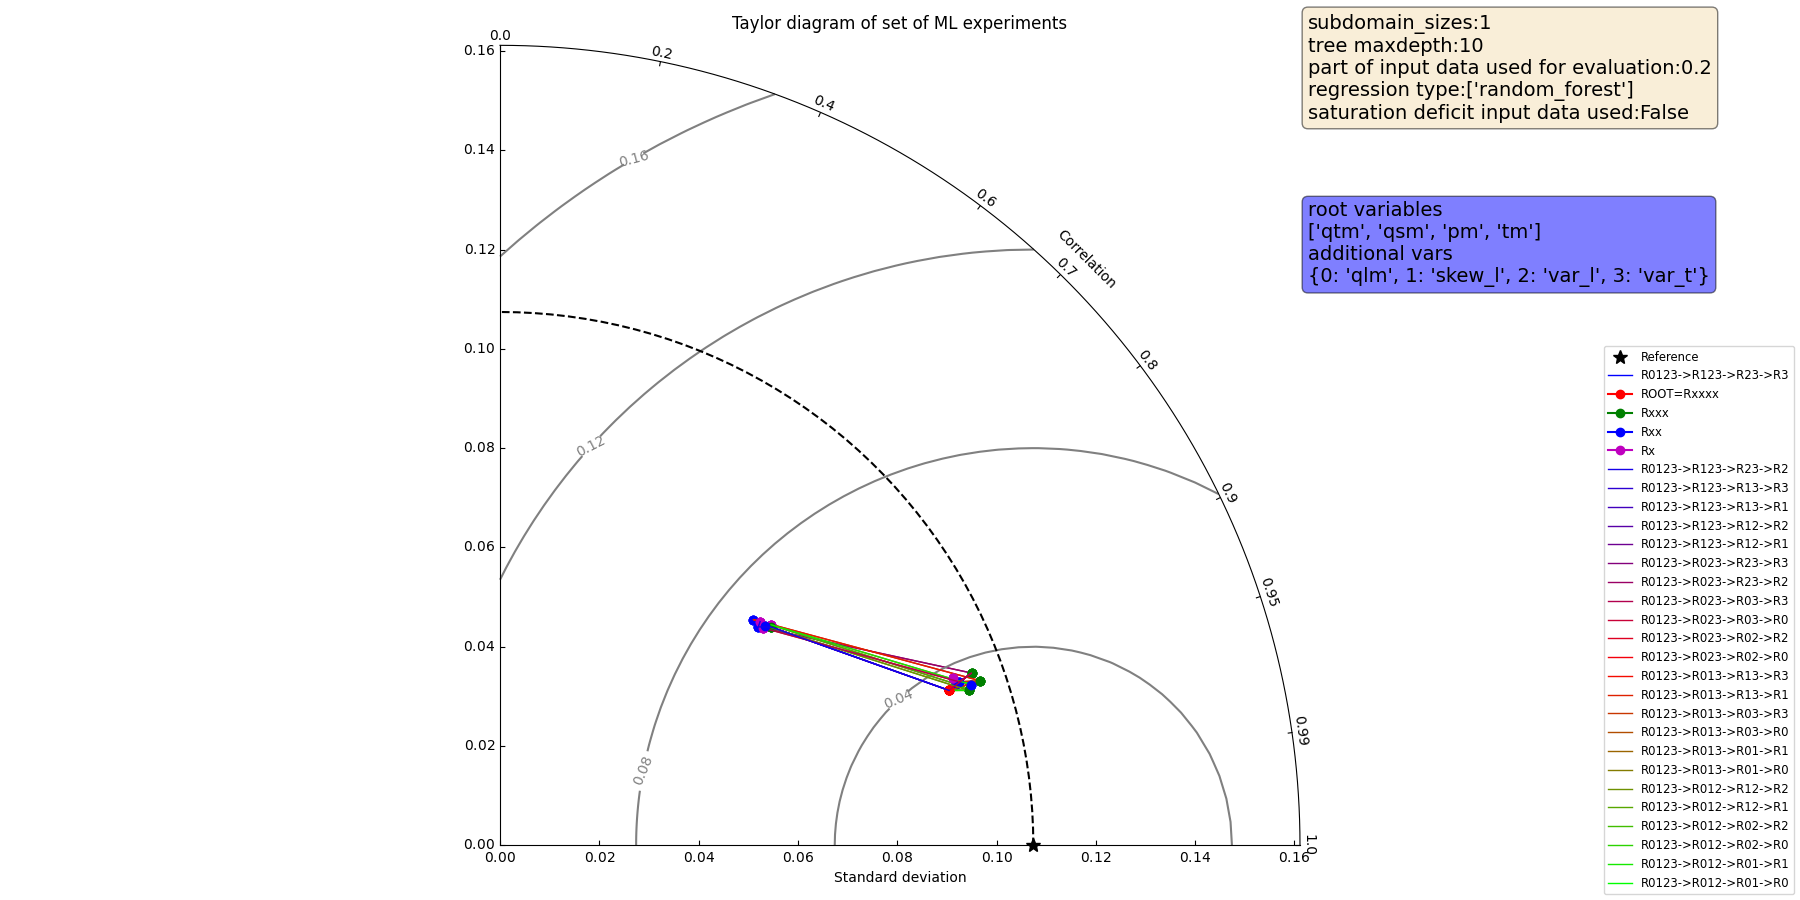 Taylor diagram of set of ML experiments
subdomain_sizes:1
tree maxdepth:10
part of input data used for evaluation:0.2
regression type:['random_forest']
saturation deficit input data used:False
root variables
['qtm', 'qsm', 'pm', 'tm']
additional vars
{0: 'qlm', 1: 'skew_l', 2: 'var_l', 3: 'var_t'}
0.16
0.14
0.12
0.10
0.08
0.06
0.04
0.02
0.00
0.00
0.02
0.04
0.06
0.08
0.10
0.12
0.14
0.16
Standard deviation
0.0
0.2
0.4
0.6
0.7
0.8
0.9
0.95
0.99
1.0
Correlation
0.16
0.12
0.08
0.04
Reference
R0123->R123->R23->R3
ROOT=Rxxxx
Rxxx
Rxx
Rx
R0123->R123->R23->R2
R0123->R123->R13->R3
R0123->R123->R13->R1
R0123->R123->R12->R2
R0123->R123->R12->R1
R0123->R023->R23->R3
R0123->R023->R23->R2
R0123->R023->R03->R3
R0123->R023->R03->R0
R0123->R023->R02->R2
R0123->R023->R02->R0
R0123->R013->R13->R3
R0123->R013->R13->R1
R0123->R013->R03->R3
R0123->R013->R03->R0
R0123->R013->R01->R1
R0123->R013->R01->R0
R0123->R012->R12->R2
R0123->R012->R12->R1
R0123->R012->R02->R2
R0123->R012->R02->R0
R0123->R012->R01->R1
R0123->R012->R01->R0